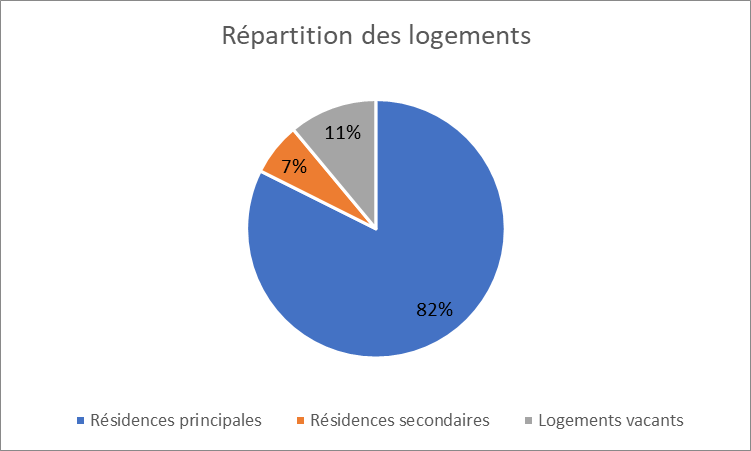 Répartition des logements
11%
7%
82%
Résidences principales Résidences secondaires Logements vacants